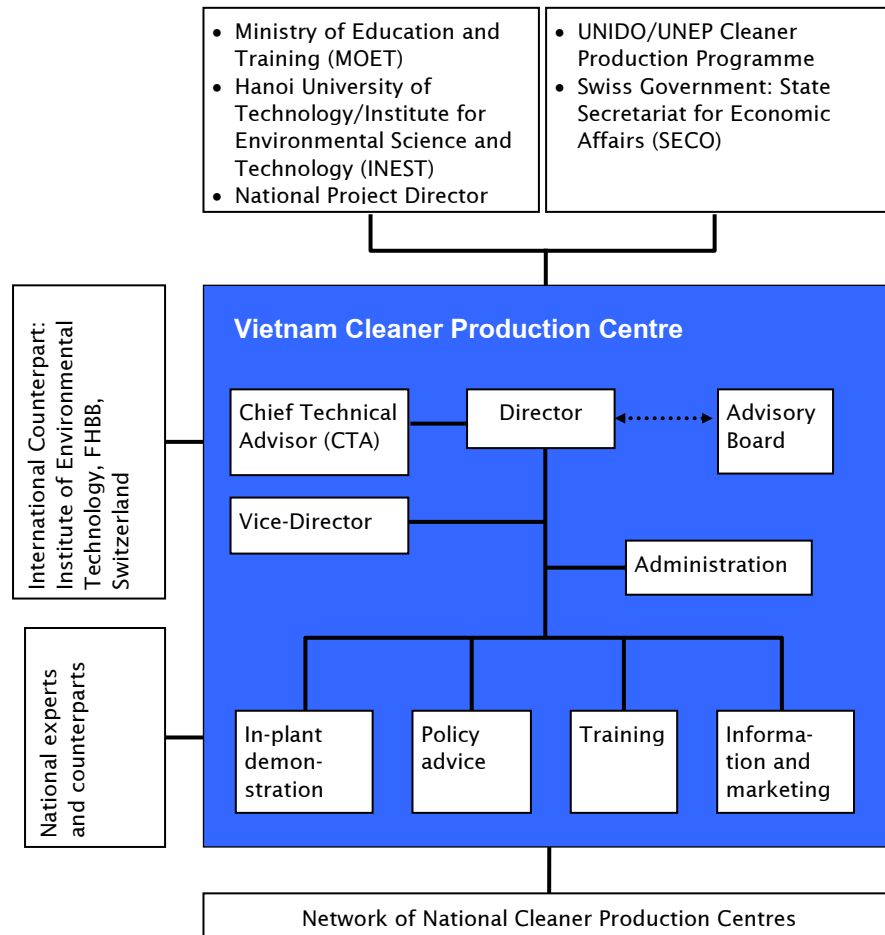 • Ministry of Education and
Training (MOET)
• Hanoi University of
Technology/Institute for
Environmental Science and
Technology (INEST)
• National Project Director
• UNIDO/UNEP Cleaner
Production Programme
• Swiss Government: State
Secretariat for Economic
Affairs (SECO)
International Counterpart:
Institute of Environmental
Technology, FHBB,
Switzerland
Vietnam Cleaner Production Centre
Chief Technical
Advisor (CTA)
Director
Advisory
Board
Vice-Director
Administration
National experts
and counterparts
In-plant
demon-
stration
Policy
advice
Training
Informa-
tion and
marketing
Network of National Cleaner Production Centres